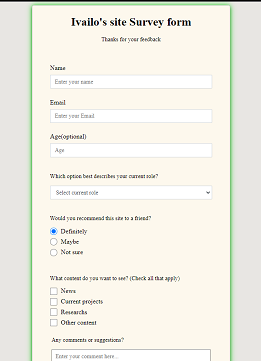 Ivailo's site Survey form
Thanks for your feedback
Name
Enter your name
Email
Enter your Email
Age(optional)
Age
Which option best describes your current role?
Select current role
Would you recommend this site to a friend?
Definitely
Maybe
Not sure
What content do you want to see? (Check all that apply)
News
Current projects
Researchs
Other content
Any comments or suggestions?
Enter your comment here...